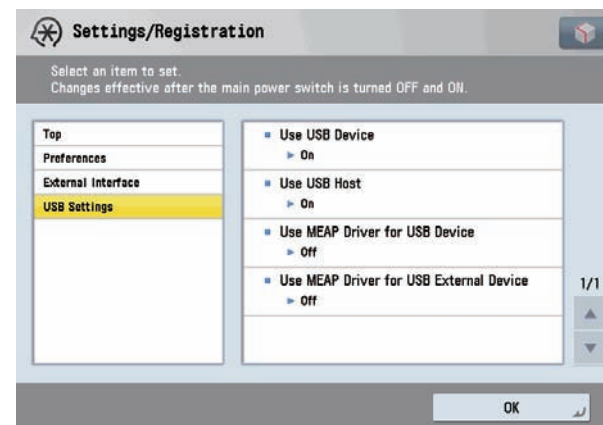 Settings/Registration
Select an item to set.
Changes effective after the main power switch is turned OFF and ON.
Top
Preferences
External Interface
USB Settings
Use USB Device
On
Use USB Host
On
Use MEAP Driver for USB Device
Off
Use MEAP Driver for USB External Device
Off
1/1
OK